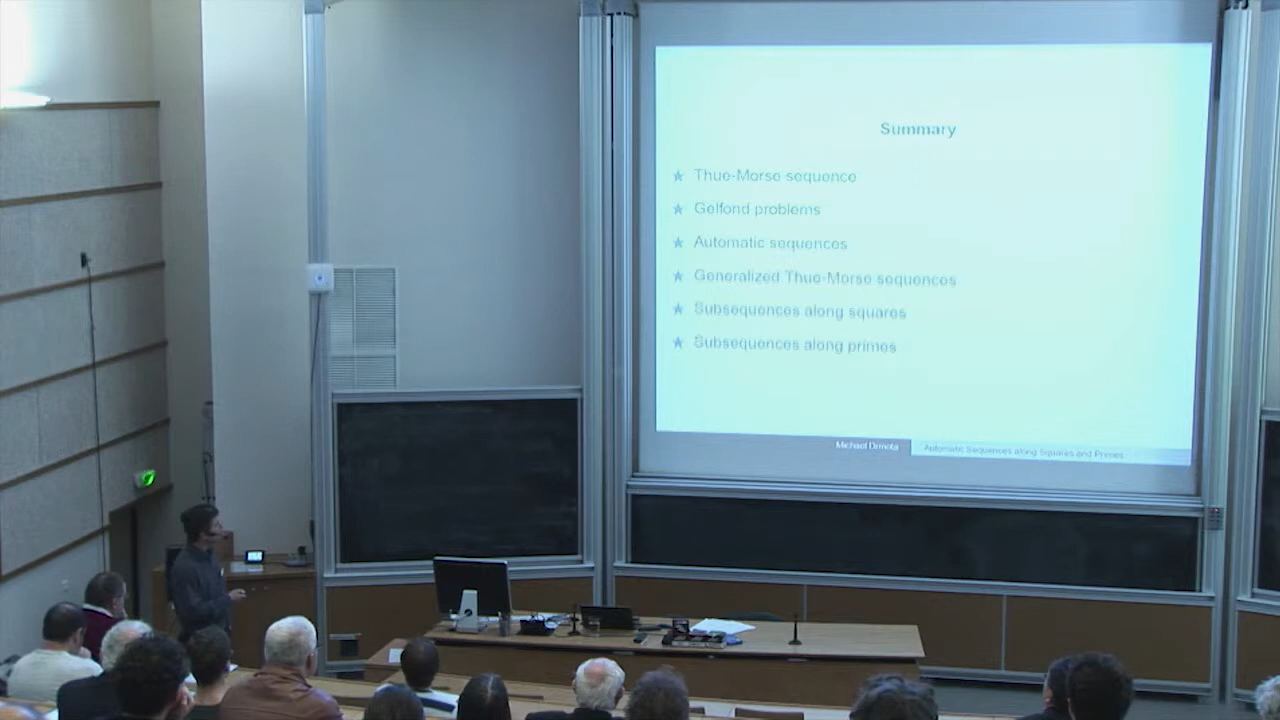 Summary
★ Thue-Morse sequence
★ Gelfond problems
★ Automatic sequences
★ Generalized Thue-Morse sequences
★ Subsequences along squares
★ Subsequences along primes
Michael Drmota Automatic Sequences along Squares and Primes